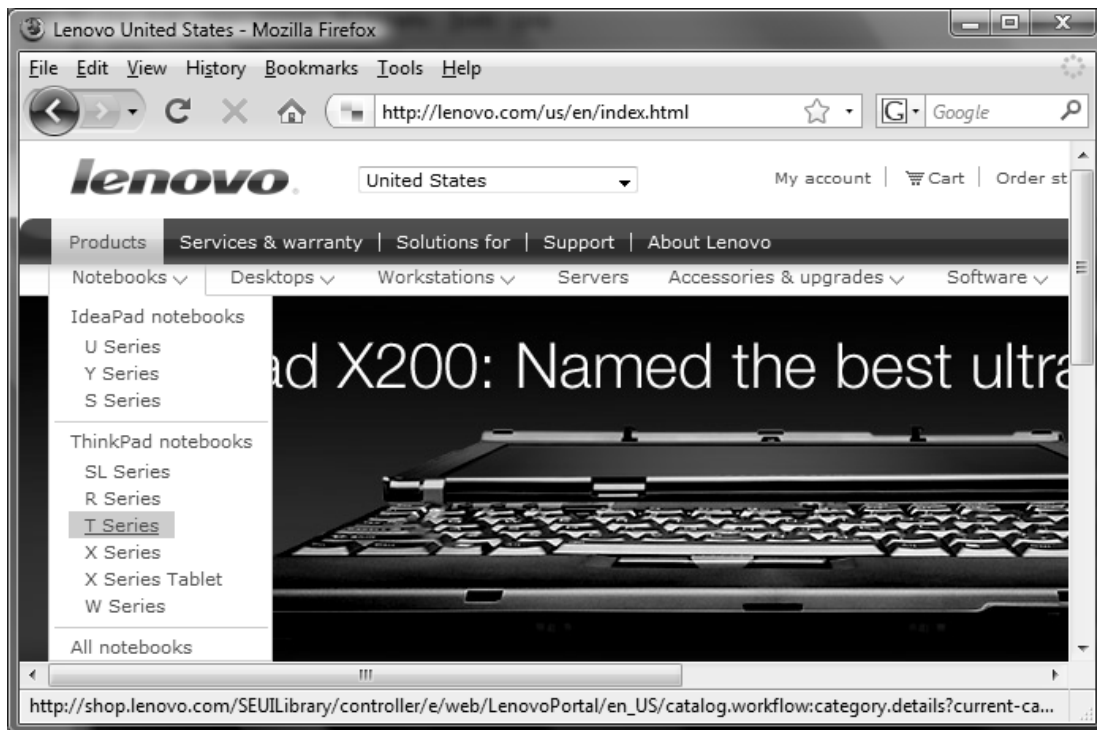 Lenovo United States - Mozilla Firefox
File Edit View History Bookmarks Tools Help
http://lenovo.com/us/en/index.html G Google
lenovo. United States My account | Cart | Order st
Products Services & warranty | Solutions for | Support | About Lenovo
Notebooks Desktops Workstations Servers Accessories & upgrades Software
IdeaPad notebooks
U Series
ad X200: Named the best ultra
Y Series
S Series
ThinkPad notebooks
SL Series
R Series
T Series
X Series
X Series Tablet
W Series
All notebooks
http://shop.lenovo.com/SEUILibrary/controller/e/web/LenovoPortal/en_US/catalog.workflow:category.details?current-ca...